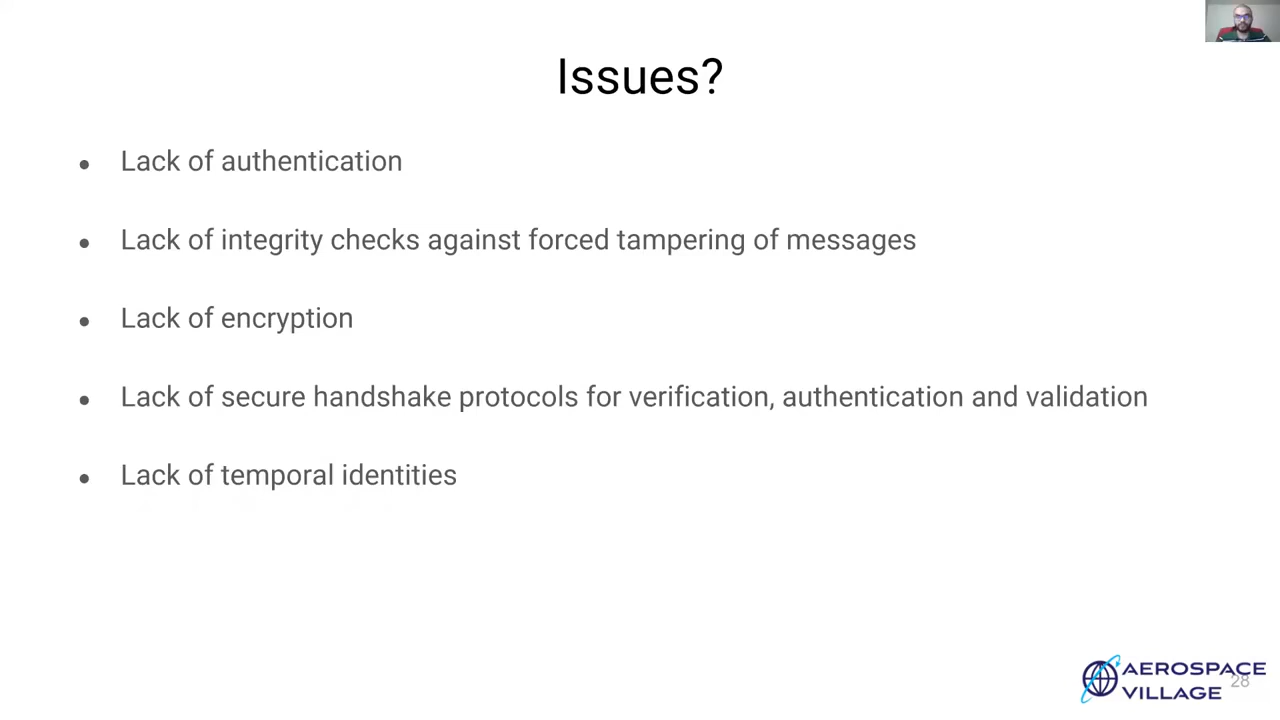 Issues?
● Lack of authentication
● Lack of integrity checks against forced tampering of messages
● Lack of encryption
● Lack of secure handshake protocols for verification, authentication and validation
● Lack of temporal identities
AEROSPACE
VILLAGE
28